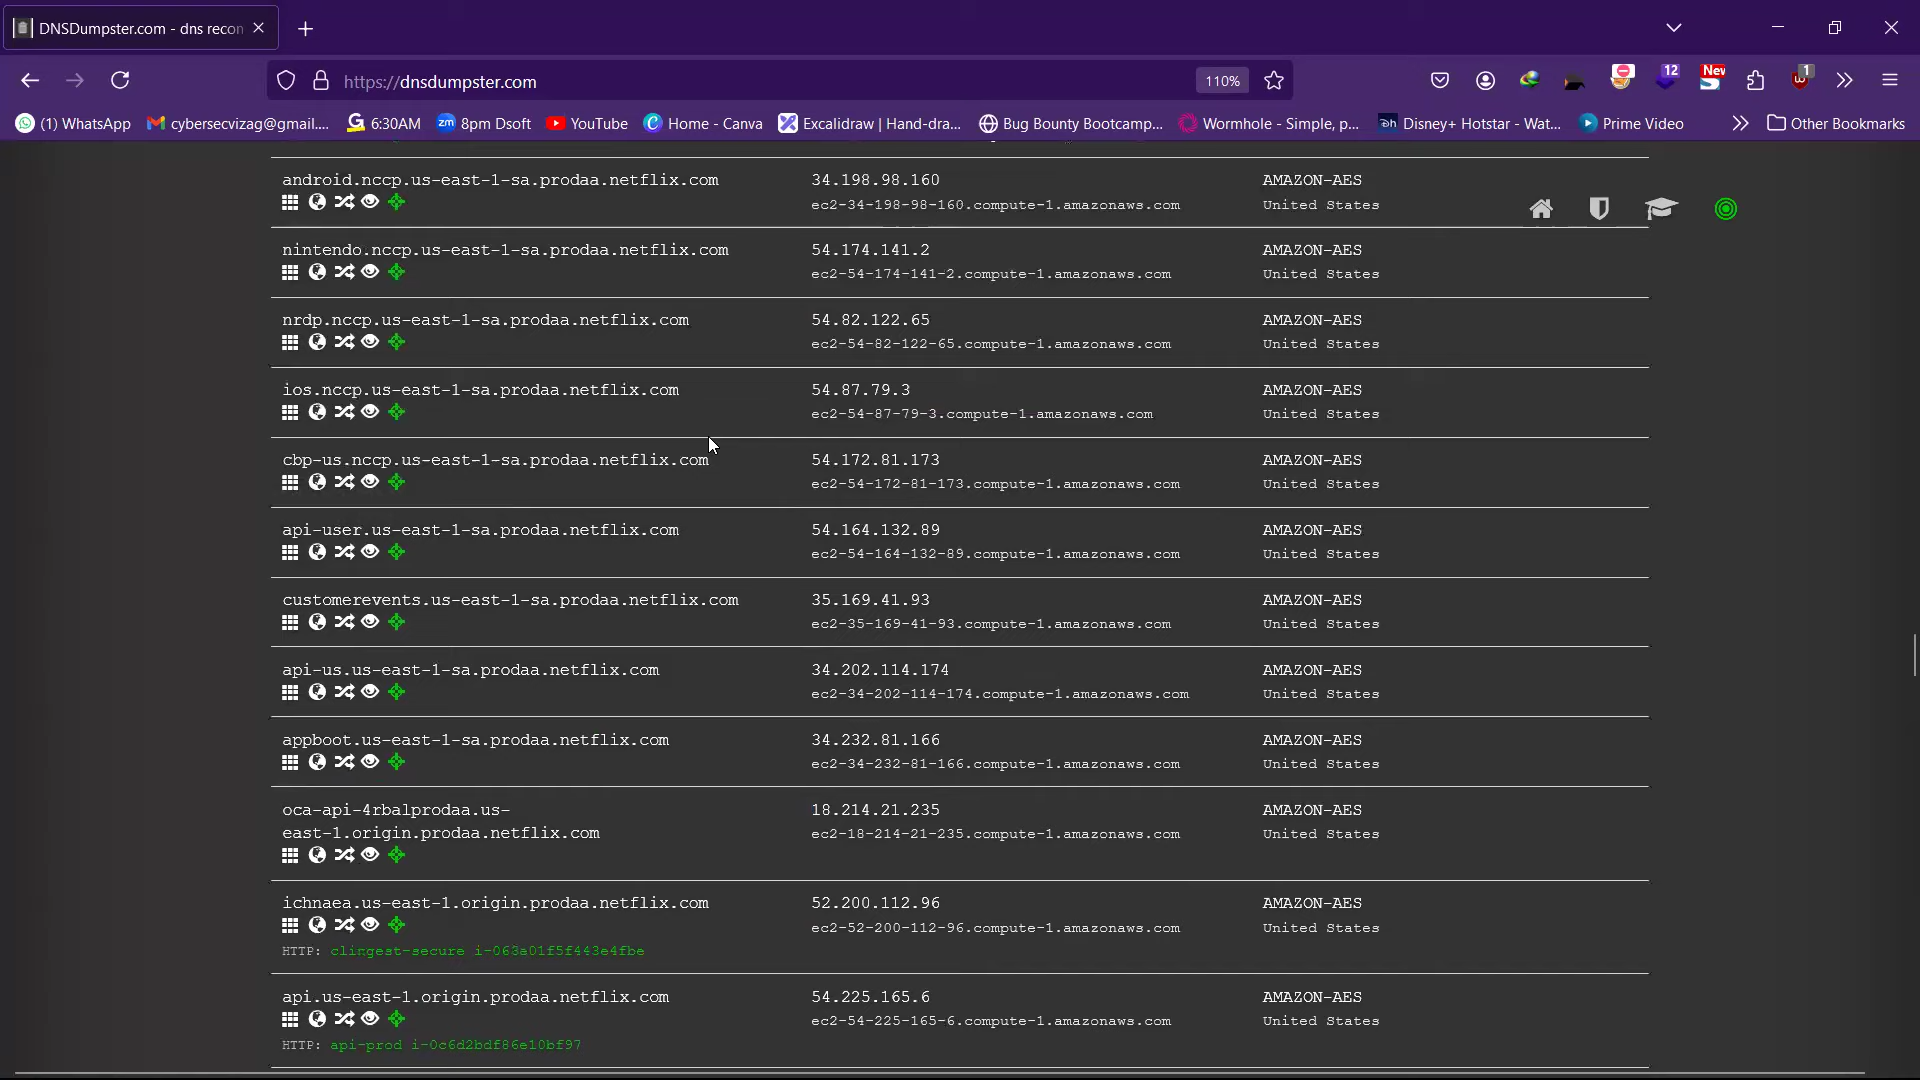 DNSDumpster.com - dns recon
https://dnsdumpster.com
110%
12
New
1
(1) WhatsApp
cybersecvizag@gmail....
6:30AM
8pm Dsoft
YouTube
Home - Canva
Excalidraw | Hand-dra...
Bug Bounty Bootcamp...
Wormhole - Simple, p...
Disney+ Hotstar - Wat...
Prime Video
Other Bookmarks
android.nccp.us-east-1-sa.prodaa.netflix.com 34.198.98.160 AMAZON-AES
ec2-34-198-98-160.compute-1.amazonaws.com United States
nintendo.nccp.us-east-1-sa.prodaa.netflix.com 54.174.141.2 AMAZON-AES
ec2-54-174-141-2.compute-1.amazonaws.com United States
nrdp.nccp.us-east-1-sa.prodaa.netflix.com 54.82.122.65 AMAZON-AES
ec2-54-82-122-65.compute-1.amazonaws.com United States
ios.nccp.us-east-1-sa.prodaa.netflix.com 54.87.79.3 AMAZON-AES
ec2-54-87-79-3.compute-1.amazonaws.com United States
cbp-us.nccp.us-east-1-sa.prodaa.netflix.com 54.172.81.173 AMAZON-AES
ec2-54-172-81-173.compute-1.amazonaws.com United States
api-user.us-east-1-sa.prodaa.netflix.com 54.164.132.89 AMAZON-AES
ec2-54-164-132-89.compute-1.amazonaws.com United States
customerevents.us-east-1-sa.prodaa.netflix.com 35.169.41.93 AMAZON-AES
ec2-35-169-41-93.compute-1.amazonaws.com United States
api-us.us-east-1-sa.prodaa.netflix.com 34.202.114.174 AMAZON-AES
ec2-34-202-114-174.compute-1.amazonaws.com United States
appboot.us-east-1-sa.prodaa.netflix.com 34.232.81.166 AMAZON-AES
ec2-34-232-81-166.compute-1.amazonaws.com United States
oca-api-4rbalprodaa.us- 18.214.21.235 AMAZON-AES
east-1.origin.prodaa.netflix.com ec2-18-214-21-235.compute-1.amazonaws.com United States
ichnaea.us-east-1.origin.prodaa.netflix.com 52.200.112.96 AMAZON-AES
ec2-52-200-112-96.compute-1.amazonaws.com United States
HTTP: clingest-secure i-063a01f5f443e4fbe
api.us-east-1.origin.prodaa.netflix.com 54.225.165.6 AMAZON-AES
ec2-54-225-165-6.compute-1.amazonaws.com United States
HTTP: api-prod i-0c6d2bdf86e10bf97